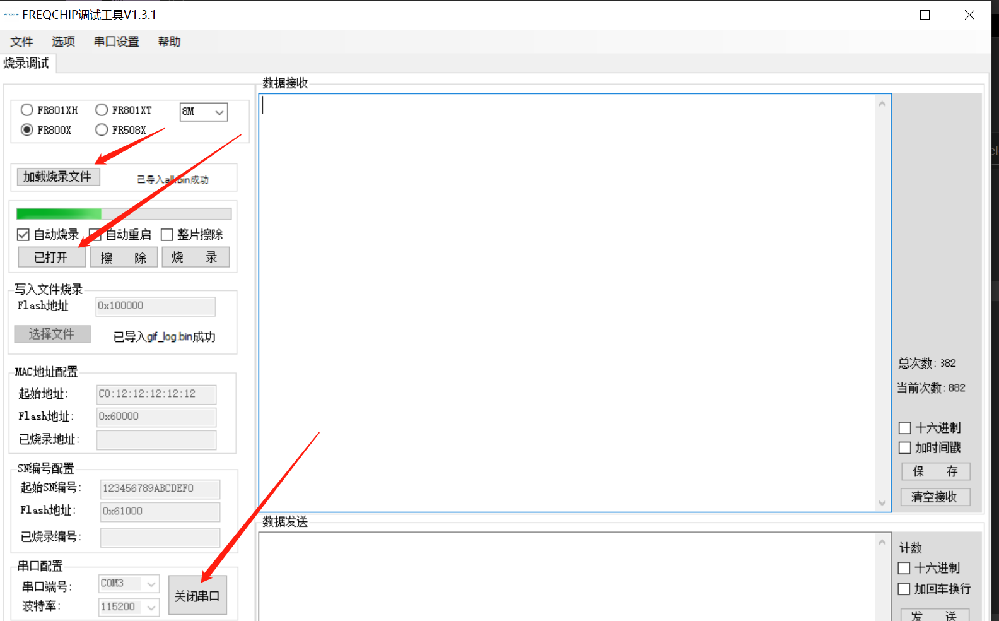 FREQCHIP调试工具V1.3.1
文件 选项 串口设置 帮助
烧录调试
FR801XH FR801XT 8M
FR800X FR508X
加载烧录文件 已导入all.bin成功
自动烧录 自动重启 整片擦除
已打开 擦 除 烧 录
写入文件烧录
Flash地址 0x100000
选择文件 已导入gif_log.bin成功
MAC地址配置
起始地址: C0:12:12:12:12:12
Flash地址: 0x60000
已烧录地址:
SN编号配置
起始SN编号: 123456789ABCDEF0
Flash地址: 0x61000
已烧录编号:
串口配置
串口端号: COM3
波特率: 115200
关闭串口
数据接收
总次数: 382
当前次数: 882
十六进制
加时间戳
保 存
清空接收
数据发送
计数
十六进制
加回车换行
发 送
el